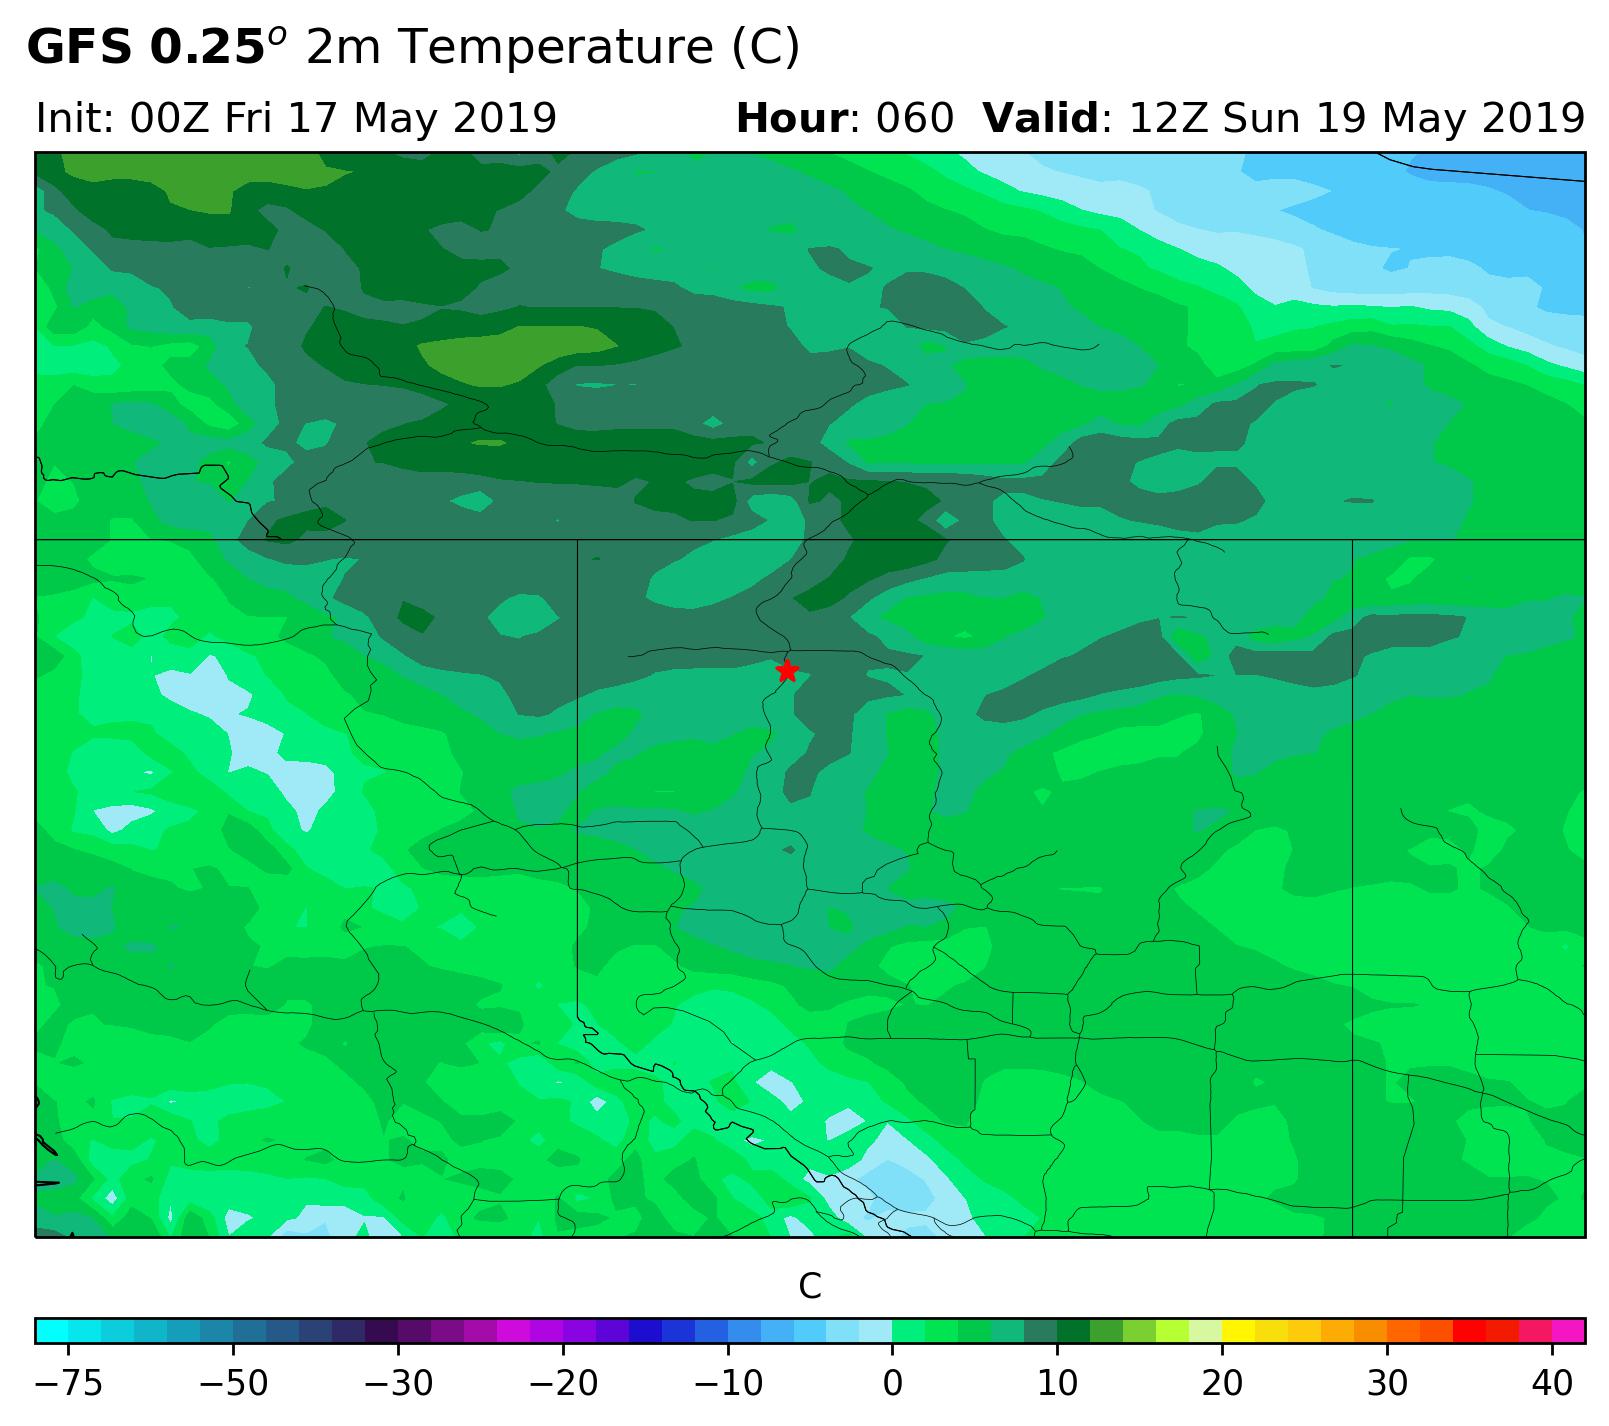 GFS 0.25° 2m Temperature (C)
Init: 00Z Fri 17 May 2019 Hour: 060 Valid: 12Z Sun 19 May 2019
C
−75 −50 −30 −20 −10 0 10 20 30 40